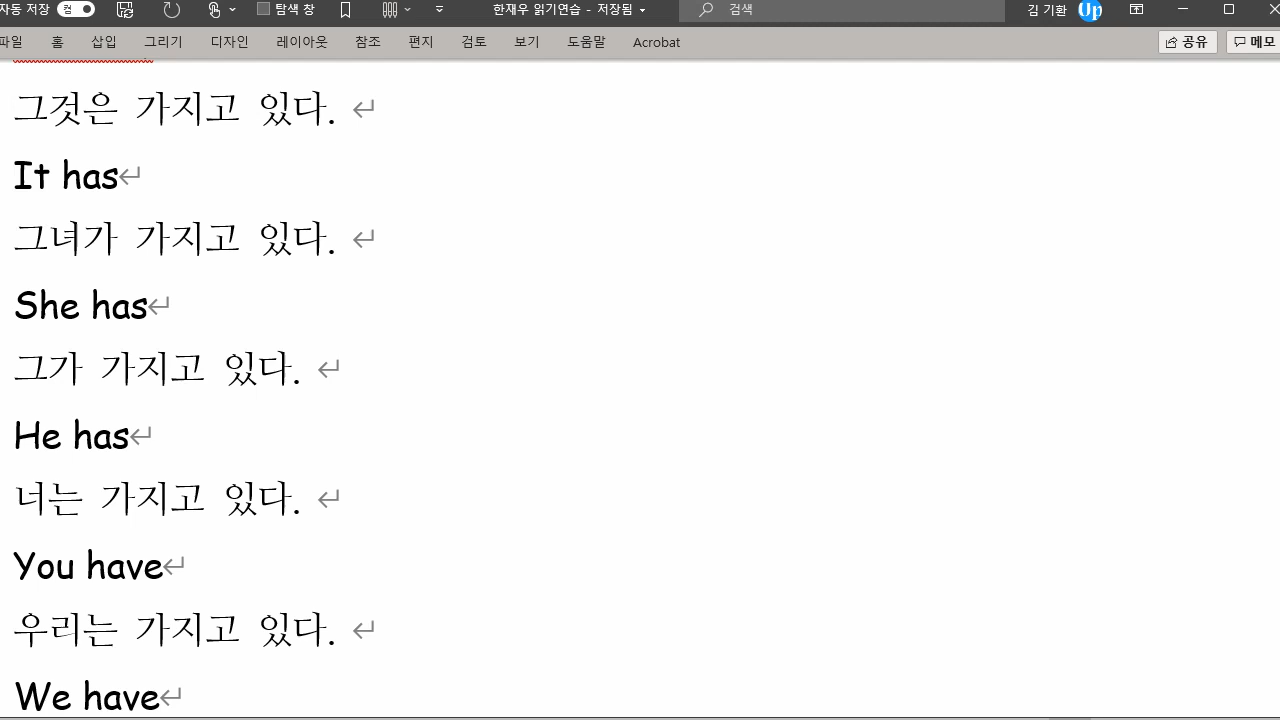 자동 저장 컴 탐색 창 한재우 읽기연습 - 저장됨 검색 김 기환 Up
파일 홈 삽입 그리기 디자인 레이아웃 참조 편지 검토 보기 도움말 Acrobat 공유 메모
그것은 가지고 있다.
It has
그녀가 가지고 있다.
She has
그가 가지고 있다.
He has
너는 가지고 있다.
You have
우리는 가지고 있다.
We have